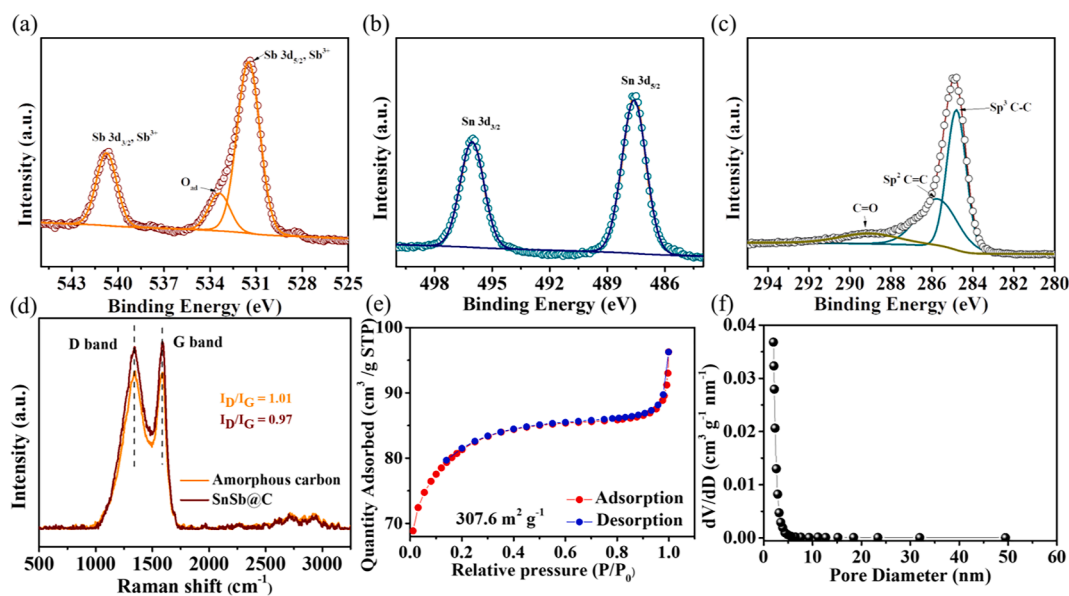 (a)
Sb 3d5/2, Sb3+
Sb 3d3/2, Sb3+
Oad
Intensity (a.u.)
543 540 537 534 531 528 525
Binding Energy (eV)
(b)
Sn 3d5/2
Sn 3d3/2
Intensity (a.u.)
498 495 492 489 486
Binding Energy (eV)
(c)
Sp3 C-C
Sp2 C=C
C=O
Intensity (a.u.)
294 292 290 288 286 284 282 280
Binding Energy (eV)
(d)
D band
G band
ID/IG = 1.01
ID/IG = 0.97
Amorphous carbon
SnSb@C
Intensity (a.u.)
500 1000 1500 2000 2500 3000
Raman shift (cm-1)
(e)
100
95
90
85
80
75
70
Quantity Adsorbed (cm3 /g STP)
Adsorption
307.6 m2 g-1
Desorption
0.0 0.2 0.4 0.6 0.8 1.0
Relative pressure (P/P0)
(f)
0.04
0.03
0.02
0.01
0.00
dV/dD (cm3 g-1 nm-1)
0 10 20 30 40 50 60
Pore Diameter (nm)